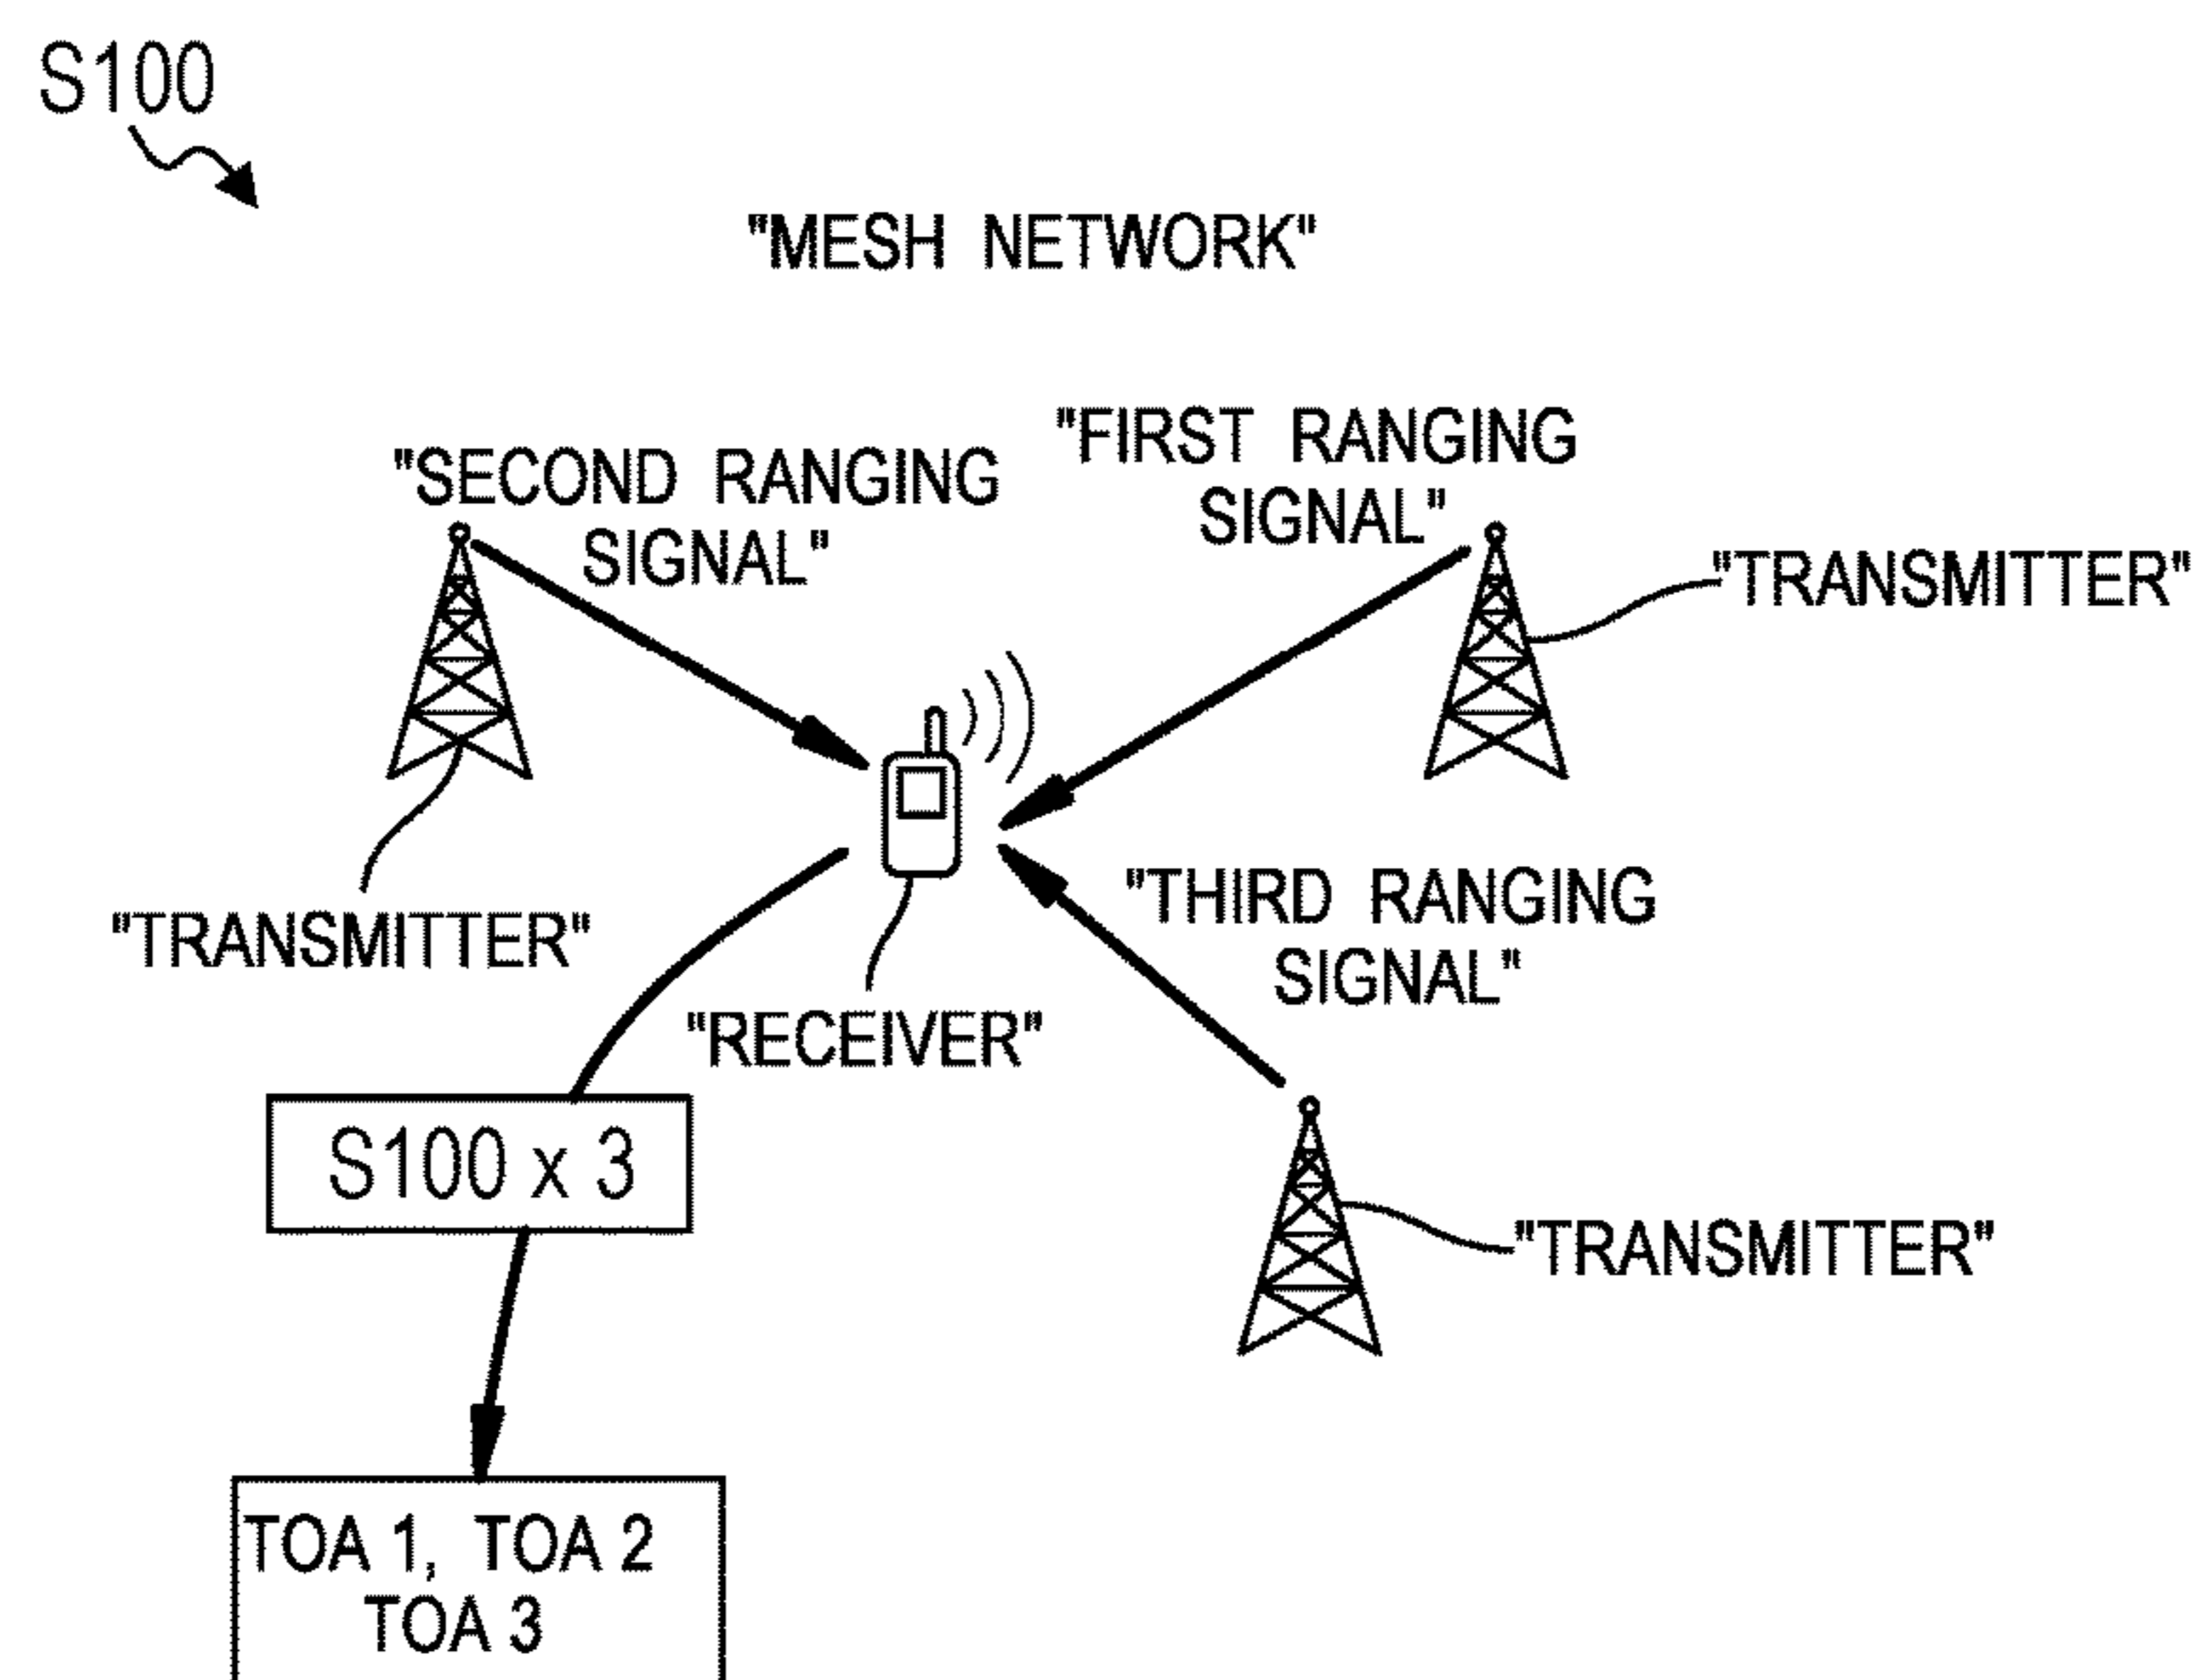 S100
"MESH NETWORK"
"FIRST RANGING
SIGNAL"
"SECOND RANGING
SIGNAL"
"TRANSMITTER"
"TRANSMITTER"
"THIRD RANGING
SIGNAL"
"RECEIVER"
S100 x 3
"TRANSMITTER"
TOA 1, TOA 2
TOA 3